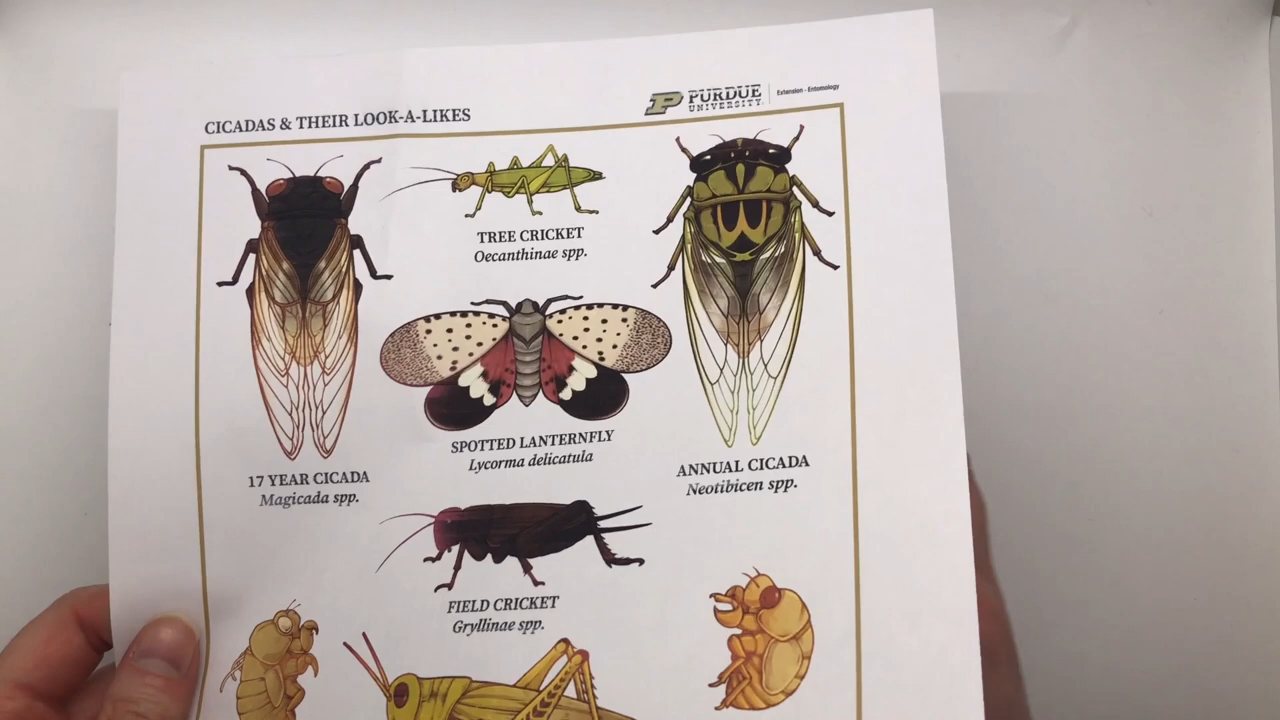 CICADAS & THEIR LOOK-A-LIKES
PURDUE
UNIVERSITY
Extension - Entomology
TREE CRICKET
Oecanthinae spp.
SPOTTED LANTERNFLY
Lycorma delicatula
17 YEAR CICADA
Magicada spp.
ANNUAL CICADA
Neotibicen spp.
FIELD CRICKET
Gryllinae spp.